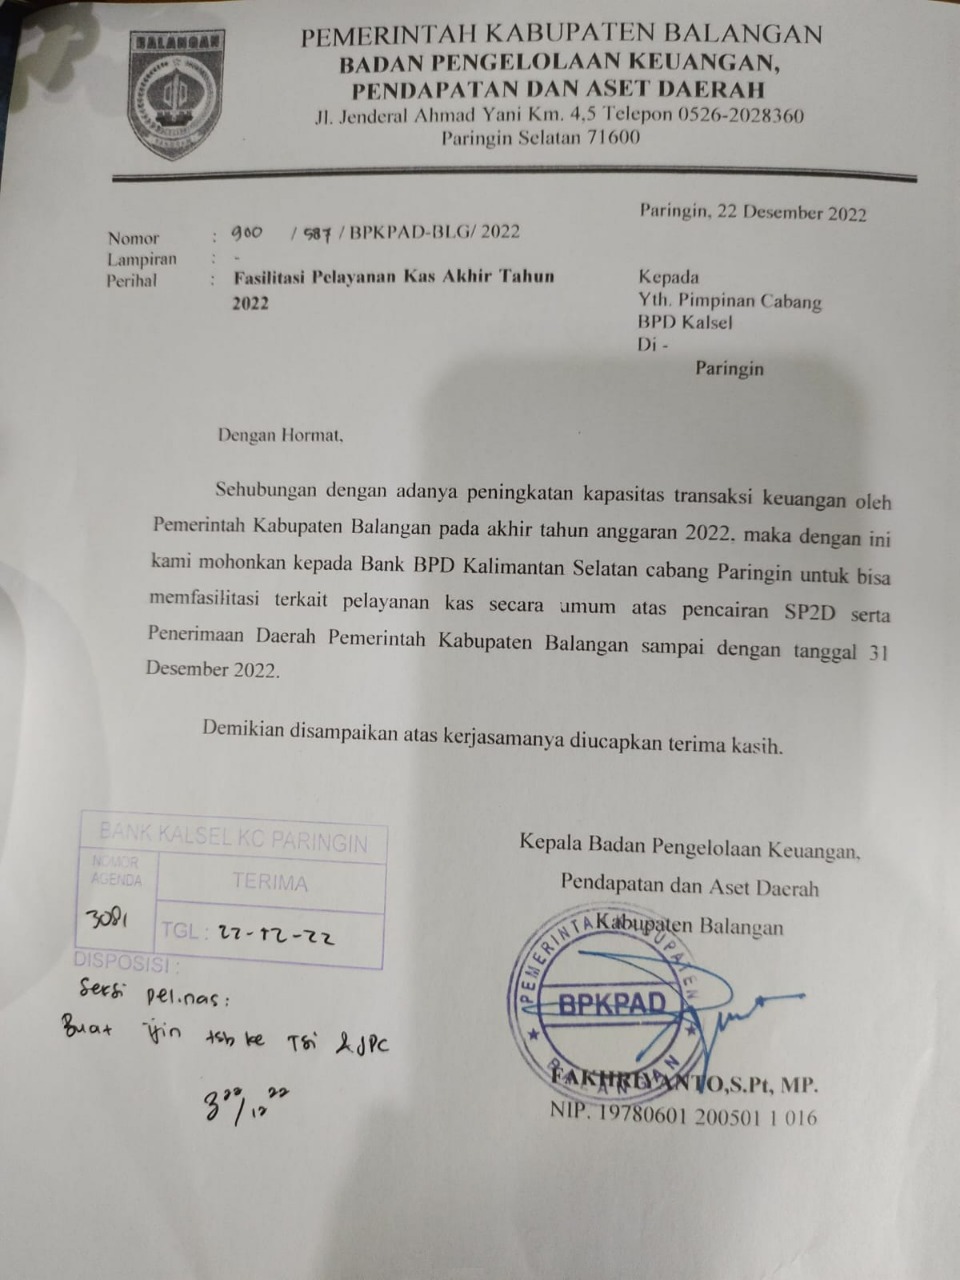 BALANGAN
PEMERINTAH KABUPATEN BALANGAN
BADAN PENGELOLAAN KEUANGAN,
PENDAPATAN DAN ASET DAERAH
Jl. Jenderal Ahmad Yani Km. 4,5 Telepon 0526-2028360
Paringin Selatan 71600
Paringin, 22 Desember 2022
Nomor : 900 / 587 / BPKPAD-BLG/ 2022
Lampiran : -
Perihal : Fasilitasi Pelayanan Kas Akhir Tahun
2022
Kepada
Yth. Pimpinan Cabang
BPD Kalsel
Di -
Paringin
Dengan Hormat,
Sehubungan dengan adanya peningkatan kapasitas transaksi keuangan oleh
Pemerintah Kabupaten Balangan pada akhir tahun anggaran 2022. maka dengan ini
kami mohonkan kepada Bank BPD Kalimantan Selatan cabang Paringin untuk bisa
memfasilitasi terkait pelayanan kas secara umum atas pencairan SP2D serta
Penerimaan Daerah Pemerintah Kabupaten Balangan sampai dengan tanggal 31
Desember 2022.
Demikian disampaikan atas kerjasamanya diucapkan terima kasih.
BANK KALSEL KC PARINGIN
NOMOR
AGENDA
TERIMA
3081
TGL : 22-12-22
DISPOSISI :
Seksi pel.nas:
Buat ijin tsb ke TSI & JPC
Kepala Badan Pengelolaan Keuangan,
Pendapatan dan Aset Daerah
Kabupaten Balangan
PEMERINTAH KABUPATEN
BPKPAD
BALANGAN
FAKHRIYANTO,S.Pt, MP.
NIP. 19780601 200501 1 016